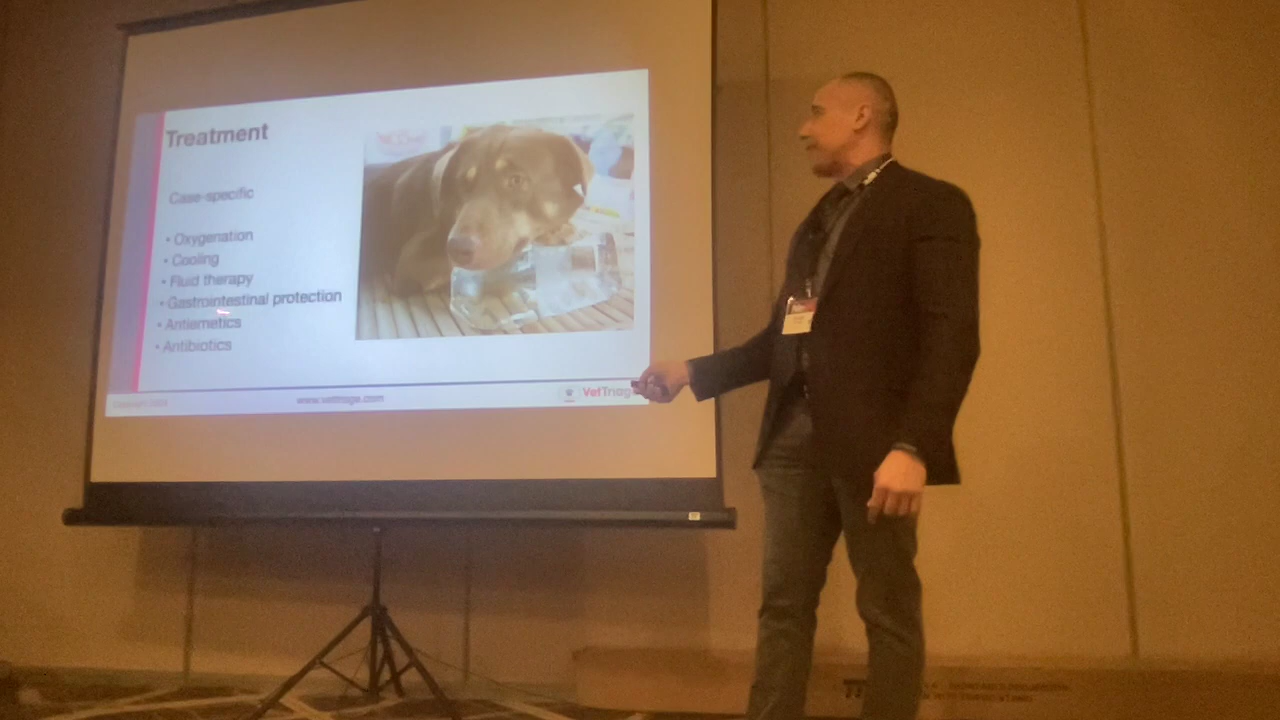 Treatment
Case-specific
• Oxygenation
• Cooling
• Fluid therapy
• Gastrointestinal protection
• Antiemetics
• Antibiotics
www.vettriage.com
VetTriage